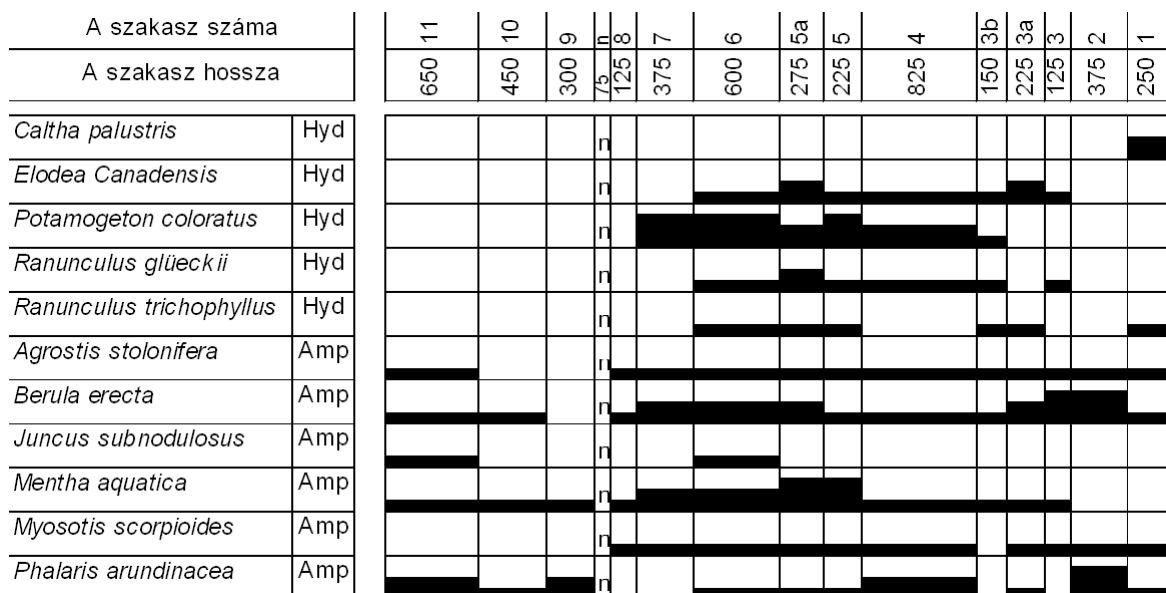 A szakasz száma 11 10 9 n 8 7 6 5a 5 4 3b 3a 3 2 1
A szakasz hossza 650 450 300 75 125 375 600 275 225 825 150 225 125 375 250
Caltha palustris Hyd n
Elodea Canadensis Hyd n
Potamogeton coloratus Hyd n
Ranunculus glüeckii Hyd n
Ranunculus trichophyllus Hyd n
Agrostis stolonifera Amp n
Berula erecta Amp n
Juncus subnodulosus Amp n
Mentha aquatica Amp n
Myosotis scorpioides Amp n
Phalaris arundinacea Amp n